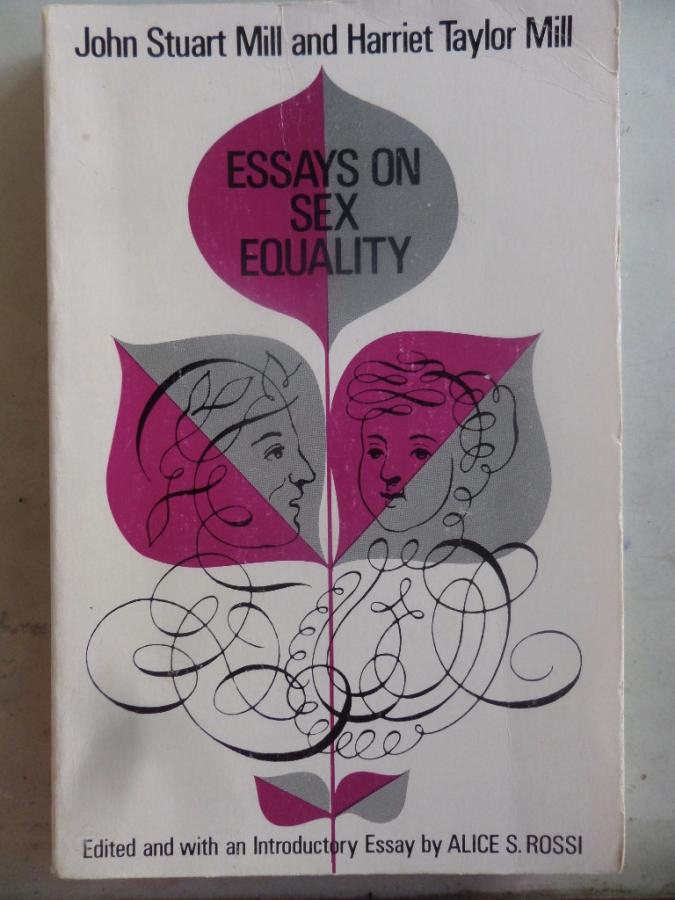 John Stuart Mill and Harriet Taylor Mill
ESSAYS ON
SEX
EQUALITY
Edited and with an Introductory Essay by ALICE S. ROSSI